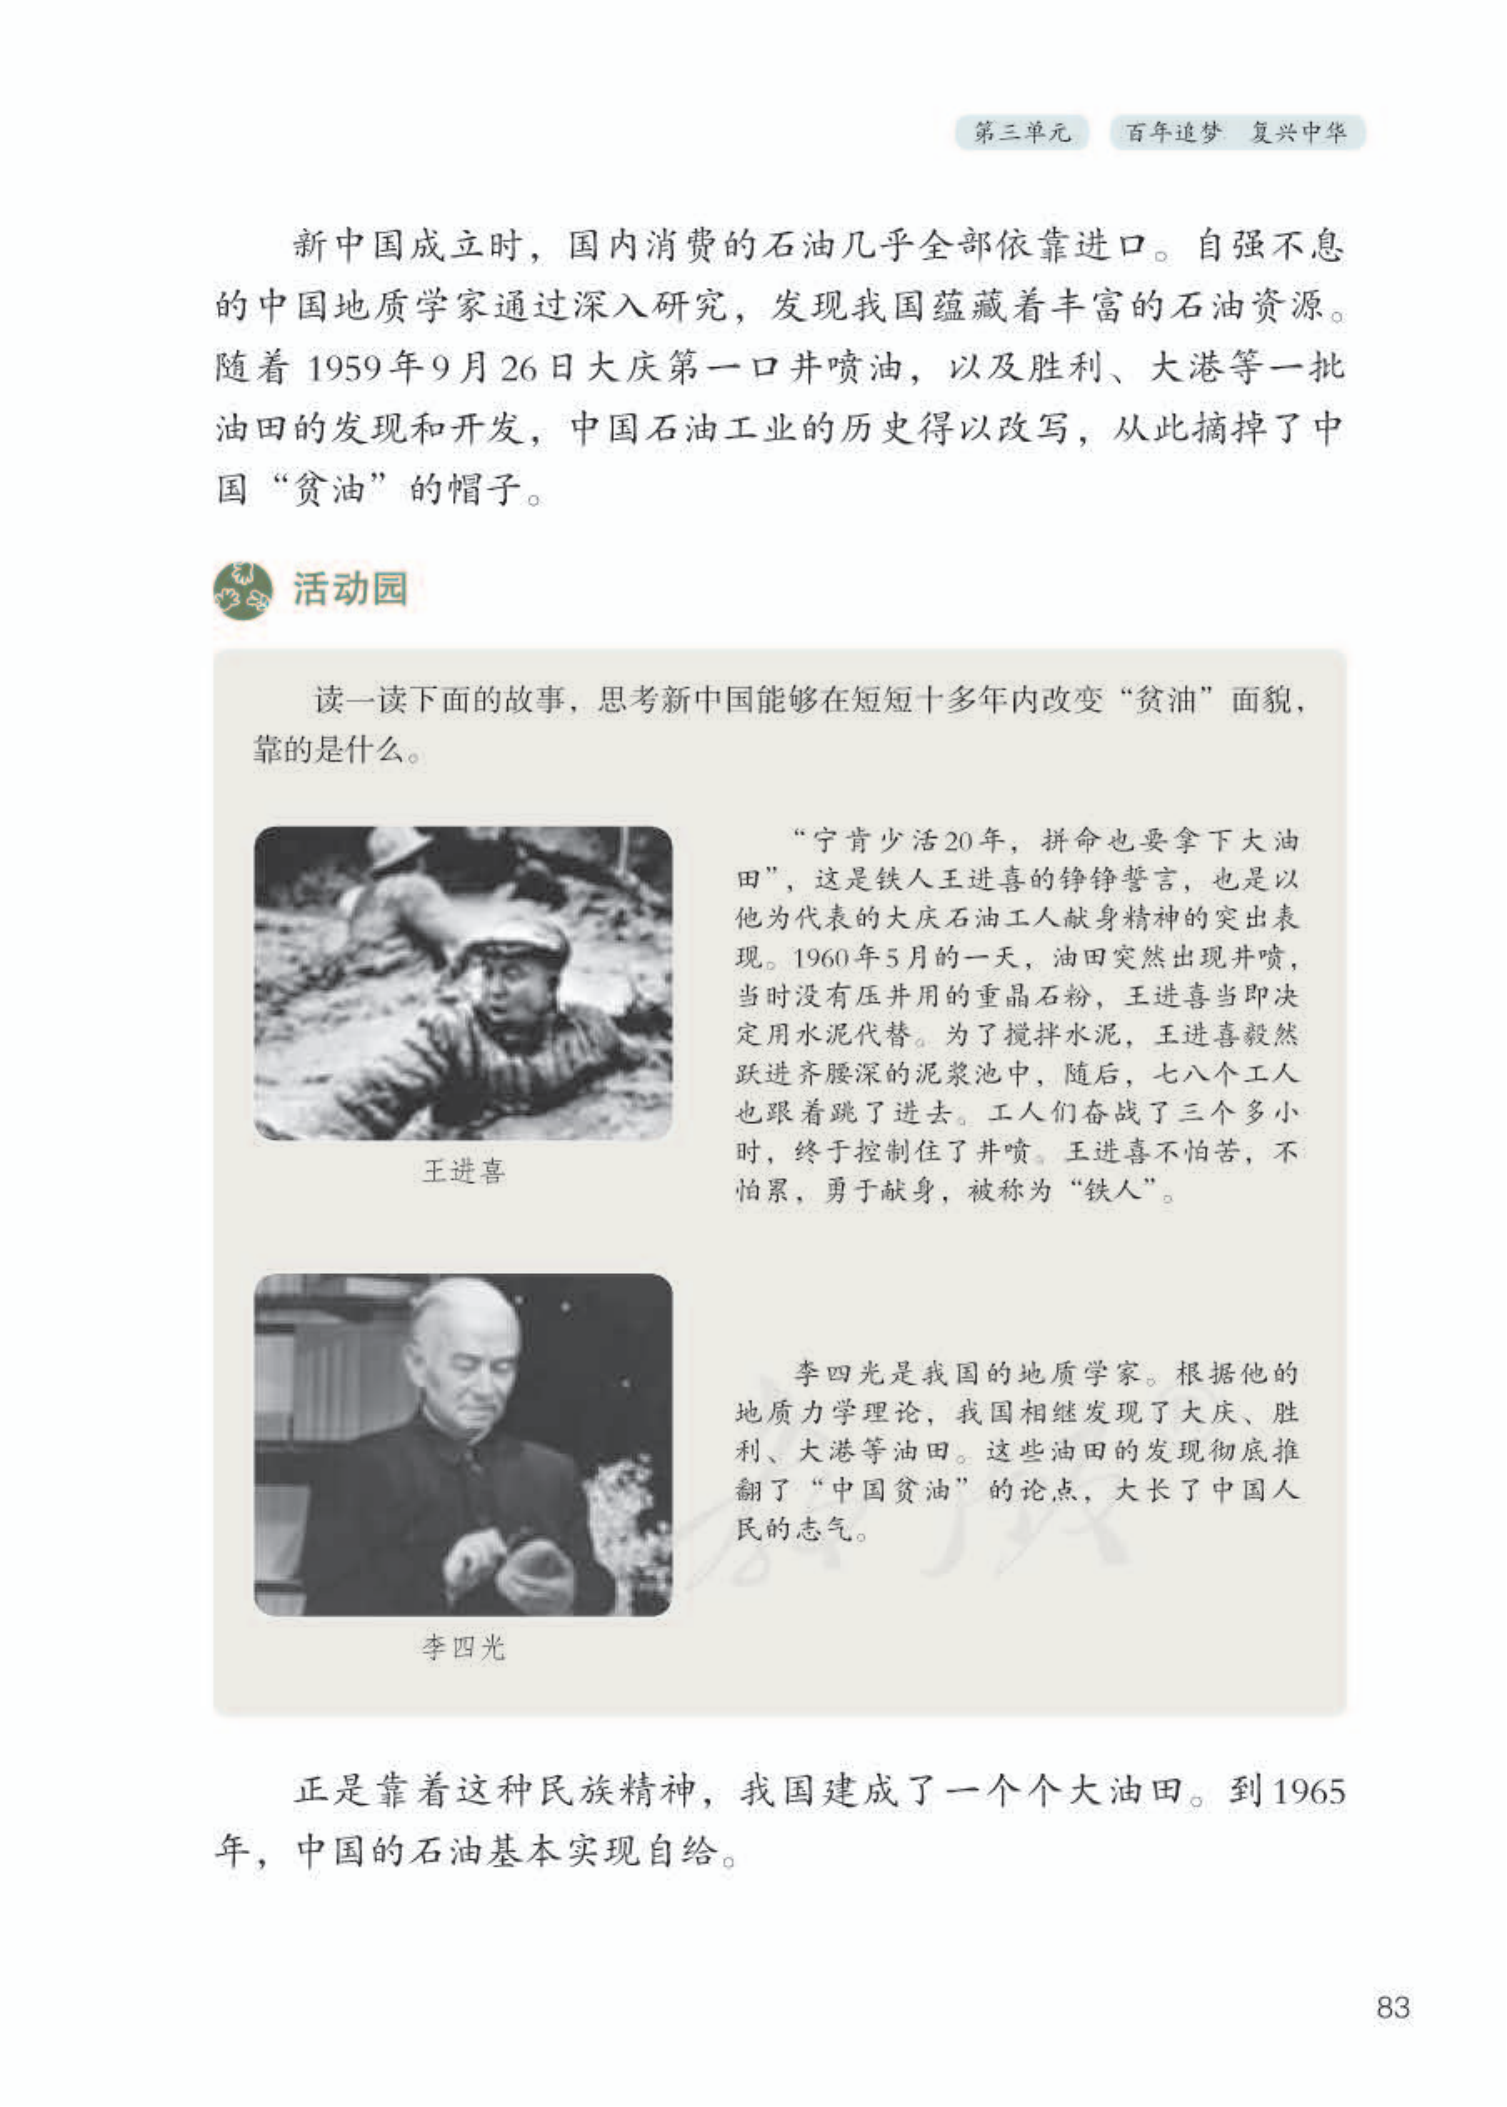 第三单元 百年追梦 复兴中华
新中国成立时，国内消费的石油几乎全部依靠进口。自强不息
的中国地质学家通过深入研究，发现我国蕴藏着丰富的石油资源。
随着 1959年9月26日大庆第一口井喷油，以及胜利、大港等一批
油田的发现和开发，中国石油工业的历史得以改写，从此摘掉了中
国“贫油”的帽子。
活动园
读一读下面的故事，思考新中国能够在短短十多年内改变“贫油”面貌，
靠的是什么。
“宁肯少活20年，拼命也要拿下大油
田”，这是铁人王进喜的铮铮誓言，也是以
他为代表的大庆石油工人献身精神的突出表
现。1960年5月的一天，油田突然出现井喷，
当时没有压井用的重晶石粉，王进喜当即决
定用水泥代替。为了搅拌水泥，王进喜毅然
跃进齐腰深的泥浆池中，随后，七八个工人
也跟着跳了进去。工人们奋战了三个多小
时，终于控制住了井喷。王进喜不怕苦，不
怕累，勇于献身，被称为“铁人”。
王进喜
李四光是我国的地质学家。根据他的
地质力学理论，我国相继发现了大庆、胜
利、大港等油田。这些油田的发现彻底推
翻了“中国贫油”的论点，大长了中国人
民的志气。
李四光
正是靠着这种民族精神，我国建成了一个个大油田。到1965
年，中国的石油基本实现自给。
83